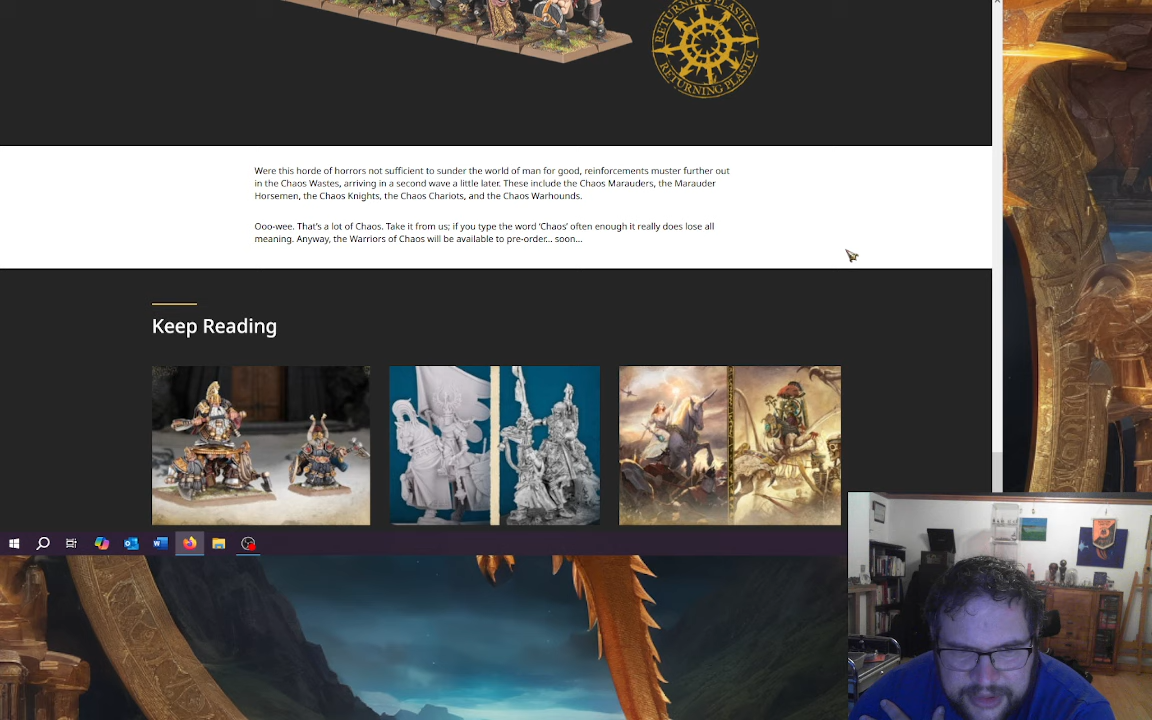 RETURNING PLASTIC
RETURNING PLASTIC
Were this horde of horrors not sufficient to sunder the world of man for good, reinforcements muster further out
in the Chaos Wastes, arriving in a second wave a little later. These include the Chaos Marauders, the Marauder
Horsemen, the Chaos Knights, the Chaos Chariots, and the Chaos Warhounds.
Ooo-wee. That’s a lot of Chaos. Take it from us; if you type the word ‘Chaos’ often enough it really does lose all
meaning. Anyway, the Warriors of Chaos will be available to pre-order… soon…
Keep Reading